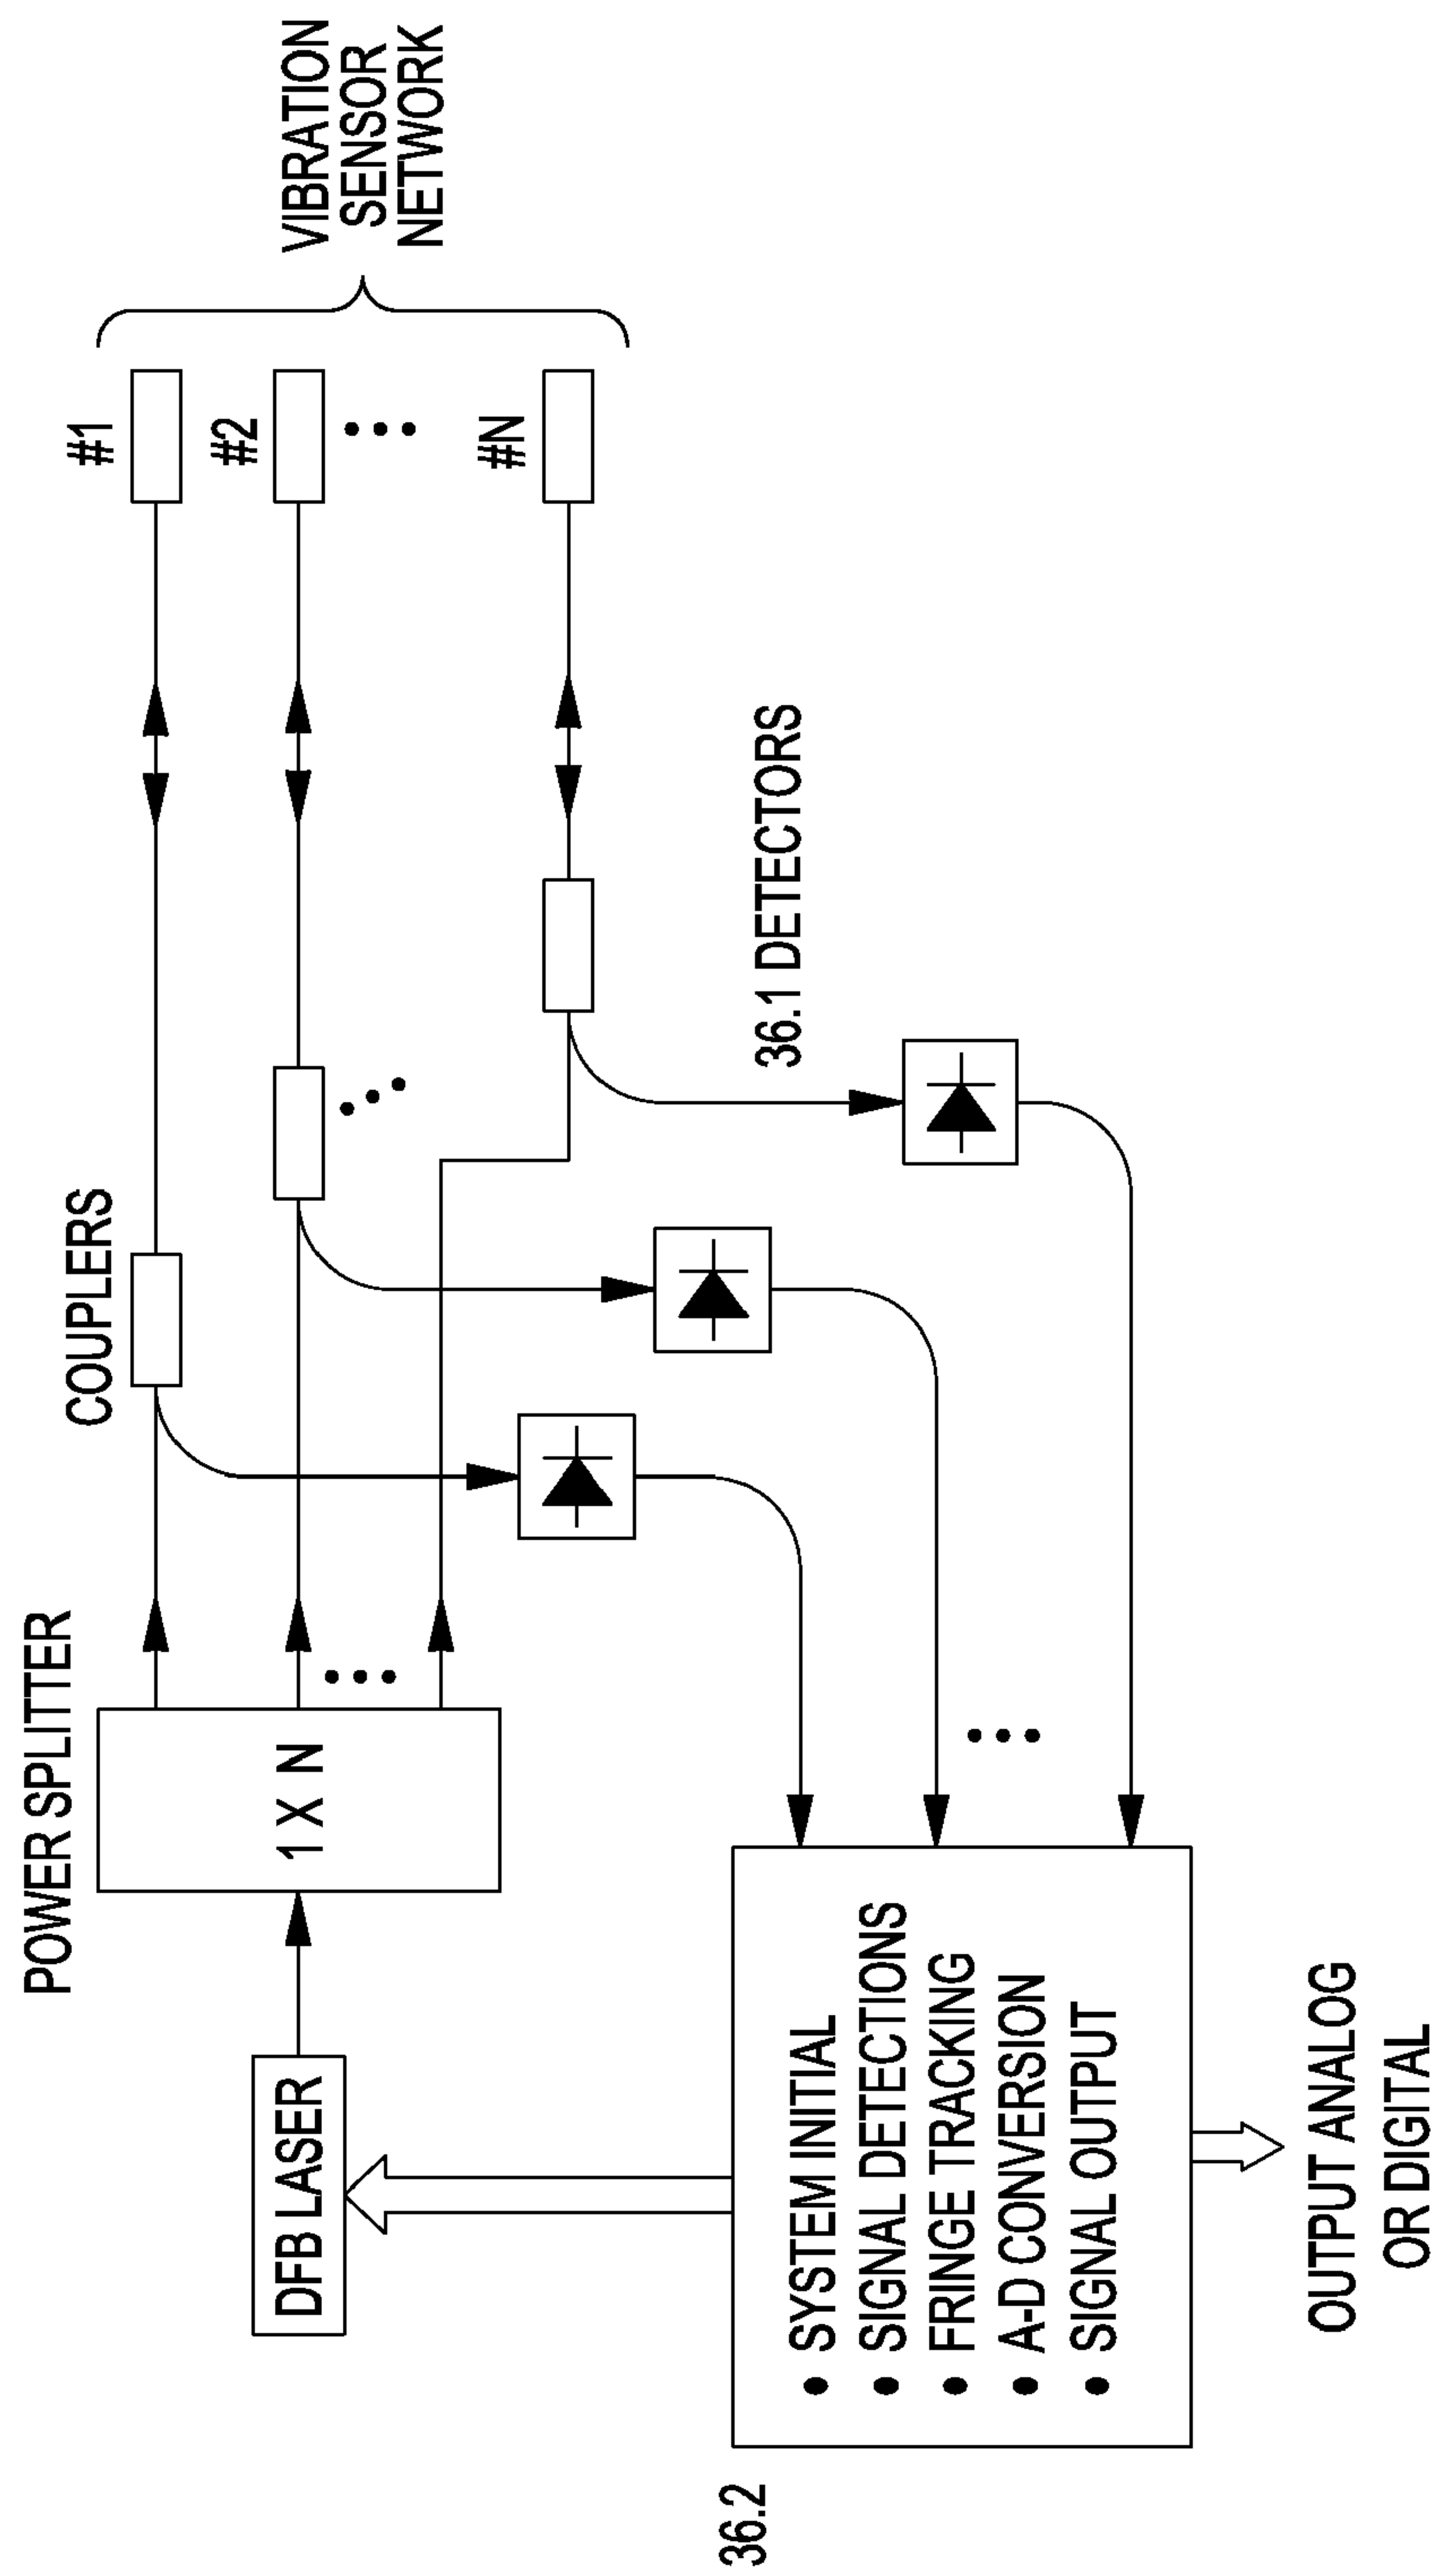 POWER SPLITTER
COUPLERS
#1
DFB LASER
1 X N
#2
#N
VIBRATION
SENSOR
NETWORK
36.1 DETECTORS
36.2
• SYSTEM INITIAL
• SIGNAL DETECTIONS
• FRINGE TRACKING
• A-D CONVERSION
• SIGNAL OUTPUT
OUTPUT ANALOG
OR DIGITAL